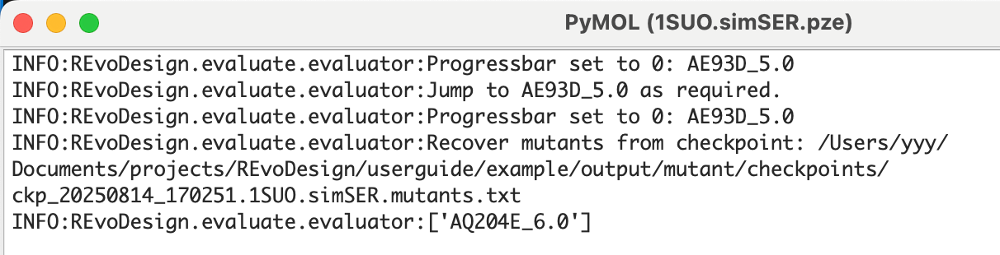 PyMOL (1SUO.simSER.pze)
INFO:REvoDesign.evaluate.evaluator:Progressbar set to 0: AE93D_5.0
INFO:REvoDesign.evaluate.evaluator:Jump to AE93D_5.0 as required.
INFO:REvoDesign.evaluate.evaluator:Progressbar set to 0: AE93D_5.0
INFO:REvoDesign.evaluate.evaluator:Recover mutants from checkpoint: /Users/yyy/
Documents/projects/REvoDesign/userguide/example/output/mutant/checkpoints/
ckp_20250814_170251.1SUO.simSER.mutants.txt
INFO:REvoDesign.evaluate.evaluator:['AQ204E_6.0']